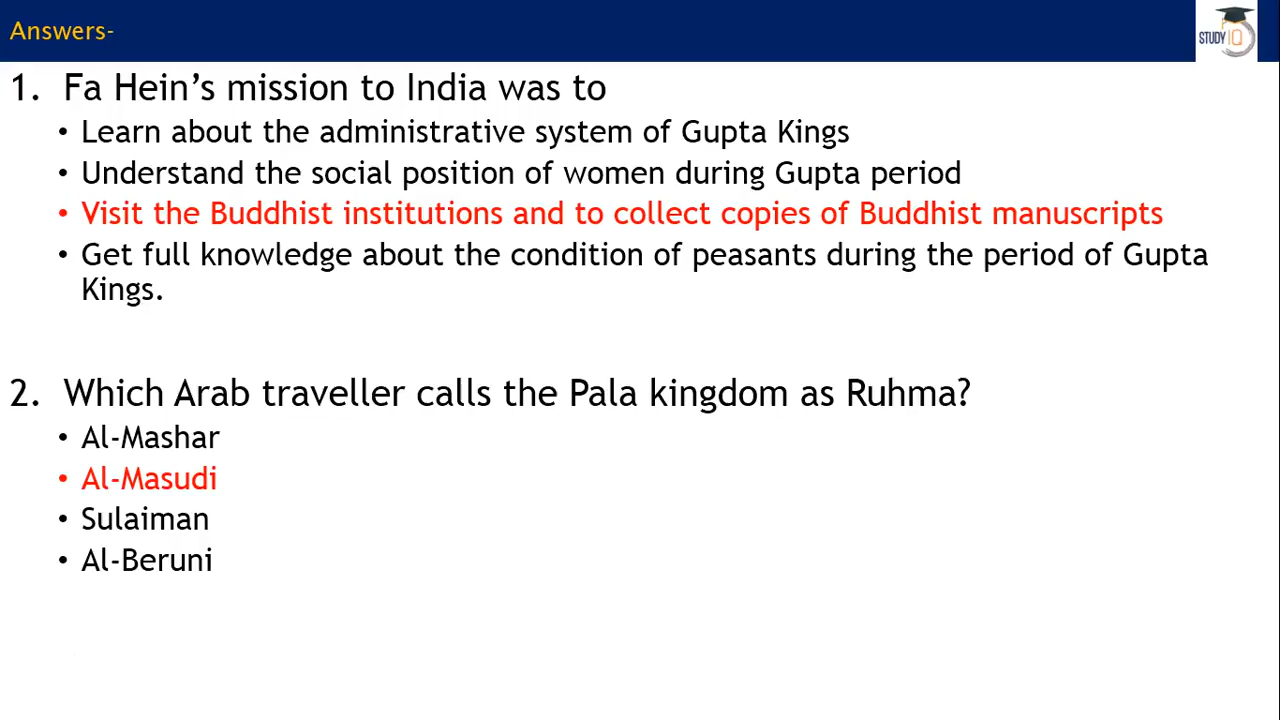 Answers-
STUDY IQ
1. Fa Hein's mission to India was to
• Learn about the administrative system of Gupta Kings
• Understand the social position of women during Gupta period
• Visit the Buddhist institutions and to collect copies of Buddhist manuscripts
• Get full knowledge about the condition of peasants during the period of Gupta
Kings.
2. Which Arab traveller calls the Pala kingdom as Ruhma?
• Al-Mashar
• Al-Masudi
• Sulaiman
• Al-Beruni